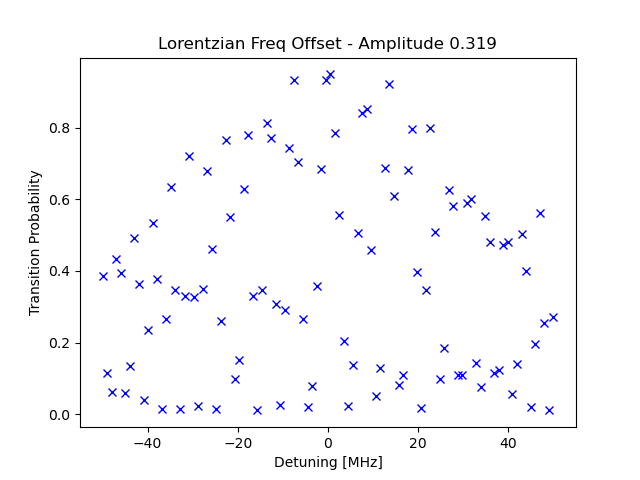 Lorentzian Freq Offset - Amplitude 0.319
Transition Probability
0.8
0.6
0.4
0.2
0.0
−40 −20 0 20 40
Detuning [MHz]